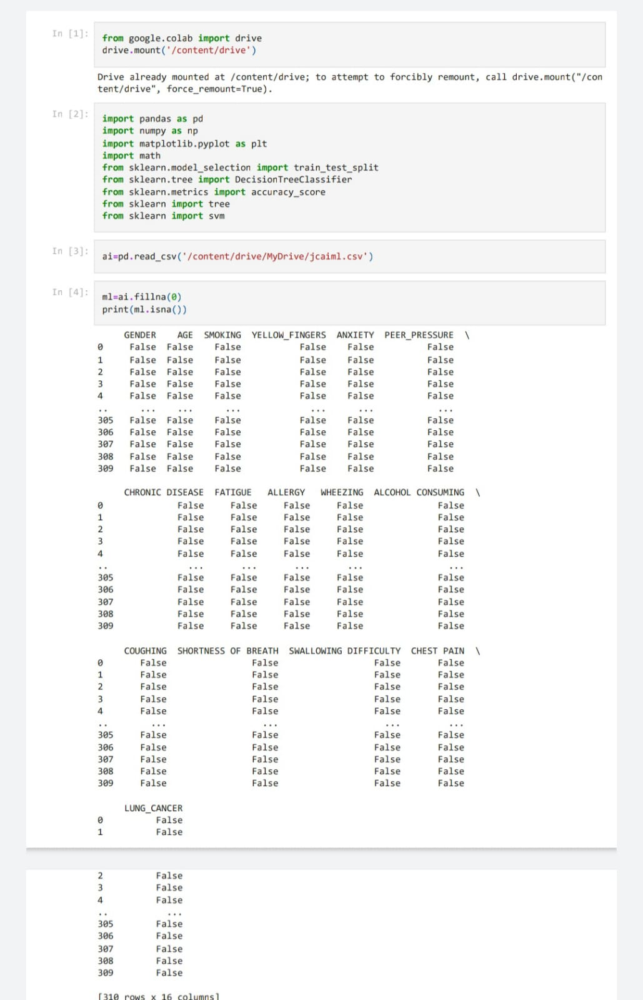 In [1]:
from google.colab import drive
drive.mount('/content/drive')
Drive already mounted at /content/drive; to attempt to forcibly remount, call drive.mount("/con
tent/drive", force_remount=True).
In [2]:
import pandas as pd
import numpy as np
import matplotlib.pyplot as plt
import math
from sklearn.model_selection import train_test_split
from sklearn.tree import DecisionTreeClassifier
from sklearn.metrics import accuracy_score
from sklearn import tree
from sklearn import svm
In [3]:
ai=pd.read_csv('/content/drive/MyDrive/jcaiml.csv')
In [4]:
ml=ai.fillna(0)
print(ml.isna())
GENDER AGE SMOKING YELLOW_FINGERS ANXIETY PEER_PRESSURE \
0 False False False False False False
1 False False False False False False
2 False False False False False False
3 False False False False False False
4 False False False False False False
.. ... ... ... ... ... ...
305 False False False False False False
306 False False False False False False
307 False False False False False False
308 False False False False False False
309 False False False False False False
CHRONIC DISEASE FATIGUE ALLERGY WHEEZING ALCOHOL CONSUMING \
0 False False False False False
1 False False False False False
2 False False False False False
3 False False False False False
4 False False False False False
.. ... ... ... ... ...
305 False False False False False
306 False False False False False
307 False False False False False
308 False False False False False
309 False False False False False
COUGHING SHORTNESS OF BREATH SWALLOWING DIFFICULTY CHEST PAIN \
0 False False False False
1 False False False False
2 False False False False
3 False False False False
4 False False False False
.. ... ... ... ...
305 False False False False
306 False False False False
307 False False False False
308 False False False False
309 False False False False
LUNG_CANCER
0 False
1 False
2 False
3 False
4 False
.. ...
305 False
306 False
307 False
308 False
309 False
[310 rows x 16 columns]